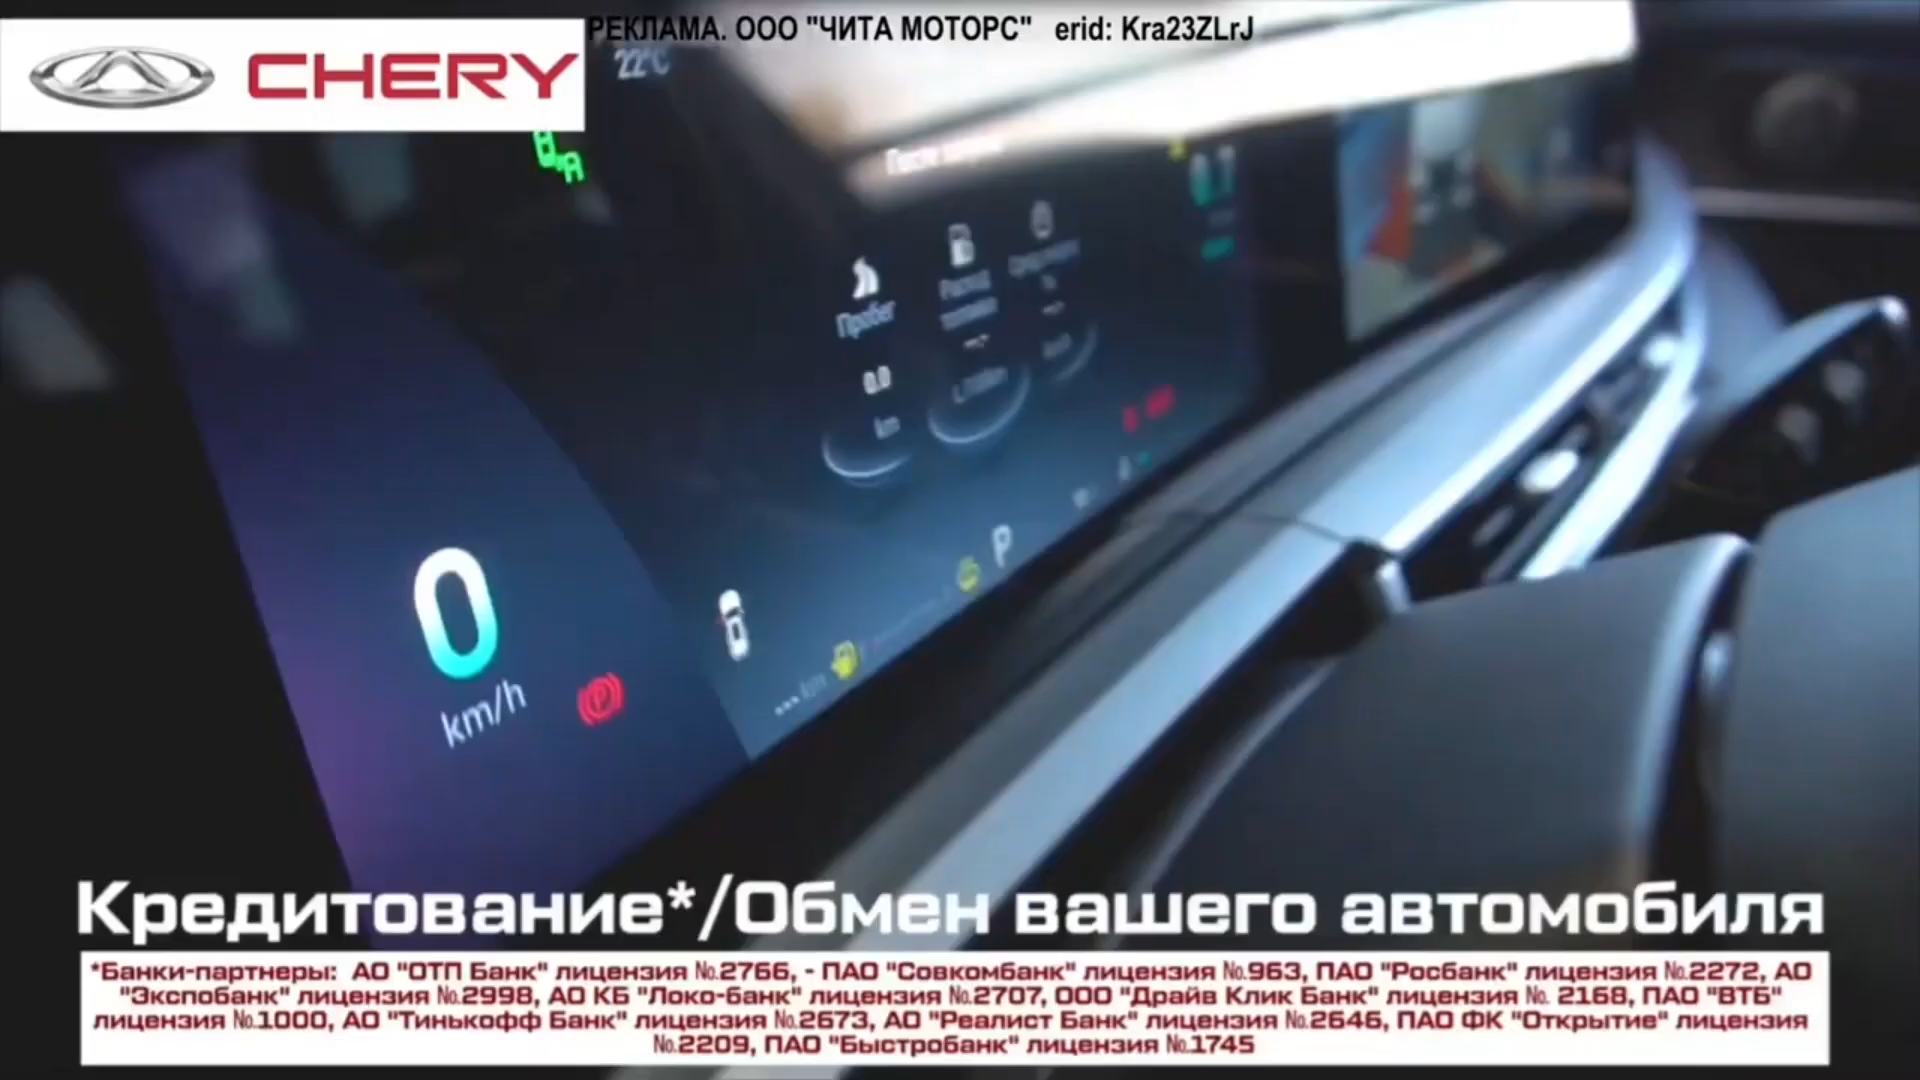 РЕКЛАМА. ООО "ЧИТА МОТОРС" erid: Kra23ZLrJ
CHERY
22°C
После
Пробег
Расход
0.0
km
P
0
km/h
Кредитование*/Обмен вашего автомобиля
*Банки-партнеры: АО "ОТП Банк" лицензия №2766, - ПАО "Совкомбанк" лицензия №963, ПАО "Росбанк" лицензия №2272, АО
"Экспобанк" лицензия №2998, АО КБ "Локо-банк" лицензия №2707, ООО "Драйв Клик Банк" лицензия № 2168, ПАО "ВТБ"
лицензия №1000, АО "Тинькофф Банк" лицензия №2673, АО "Реалист Банк" лицензия №2646, ПАО ФК "Открытие" лицензия
№2209, ПАО "Быстробанк" лицензия №1745